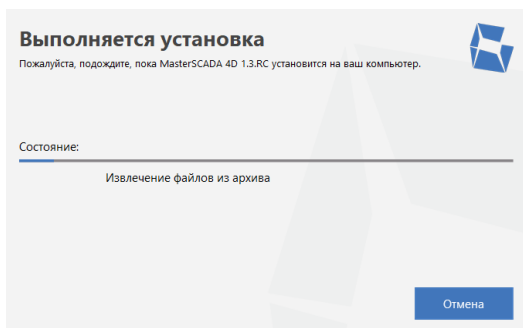 Выполняется установка
Пожалуйста, подождите, пока MasterSCADA 4D 1.3.RC установится на ваш компьютер.
Состояние:
Извлечение файлов из архива
Отмена